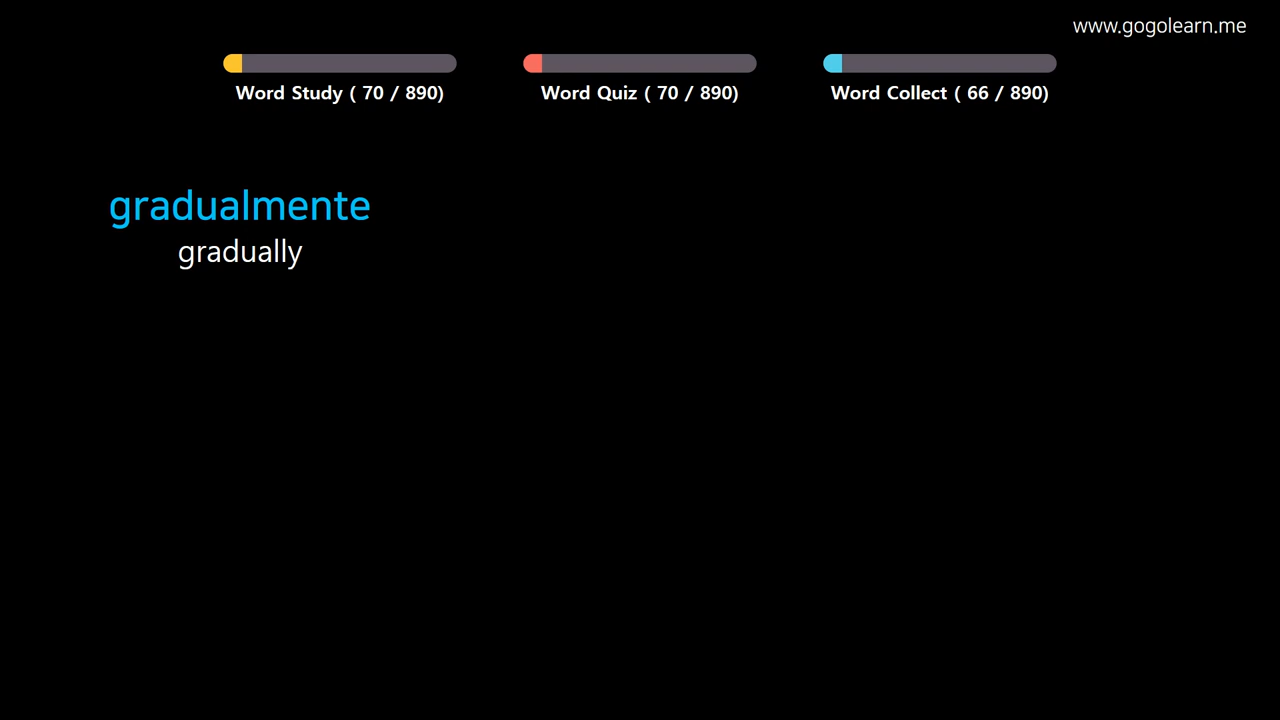 www.gogolearn.me
Word Study ( 70 / 890)
Word Quiz ( 70 / 890)
Word Collect ( 66 / 890)
gradualmente
gradually